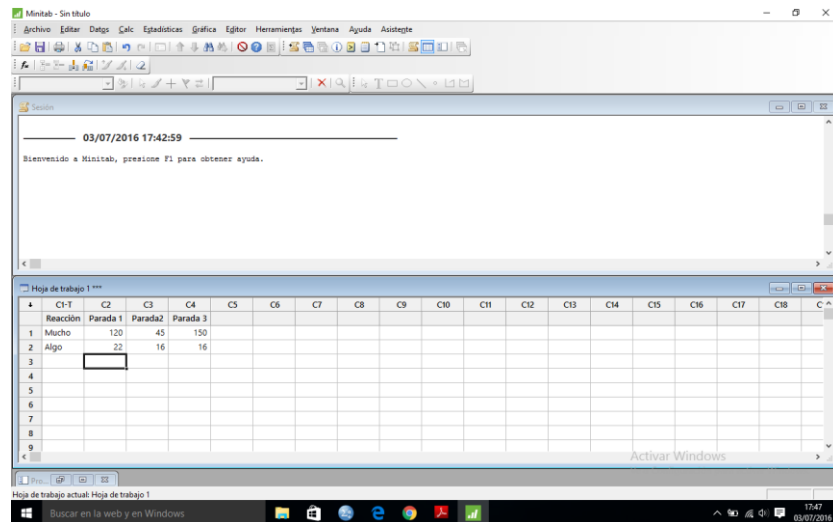 Minitab - Sin título
Archivo Editar Datos Calc Estadísticas Gráfica Editor Herramientas Ventana Ayuda Asistente
Sesión
03/07/2016 17:42:59
Bienvenido a Minitab, presione F1 para obtener ayuda.
Hoja de trabajo 1 ***
C1-T C2 C3 C4 C5 C6 C7 C8 C9 C10 C11 C12 C13 C14 C15 C16 C17 C18
Reacción Parada 1 Parada2 Parada 3
1 Mucho 120 45 150
2 Algo 22 16 16
3
4
5
6
7
8
9
Activar Windows
Pro...
Hoja de trabajo actual: Hoja de trabajo 1
Buscar en la web y en Windows
17:47
03/07/2016